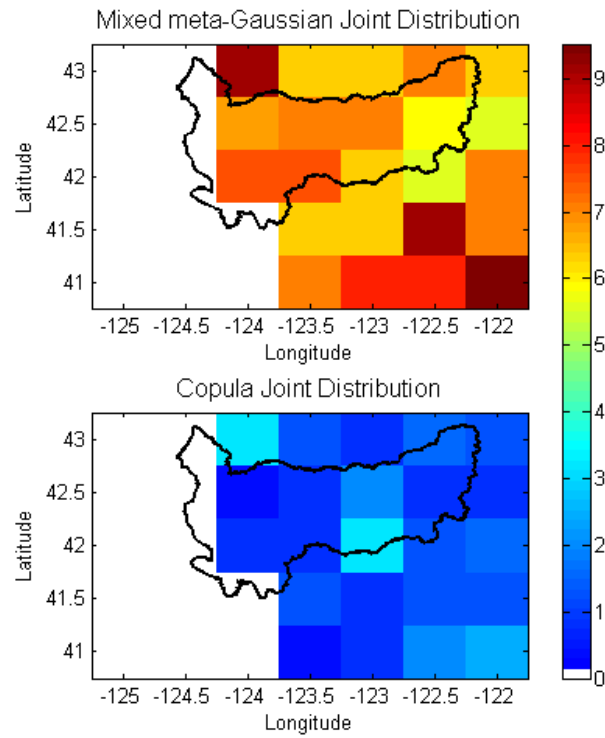 Mixed meta-Gaussian Joint Distribution
43
42.5
42
41.5
41
Latitude
-125 -124.5 -124 -123.5 -123 -122.5 -122
Longitude
Copula Joint Distribution
43
42.5
42
41.5
41
Latitude
-125 -124.5 -124 -123.5 -123 -122.5 -122
Longitude
9
8
7
6
5
4
3
2
1
0